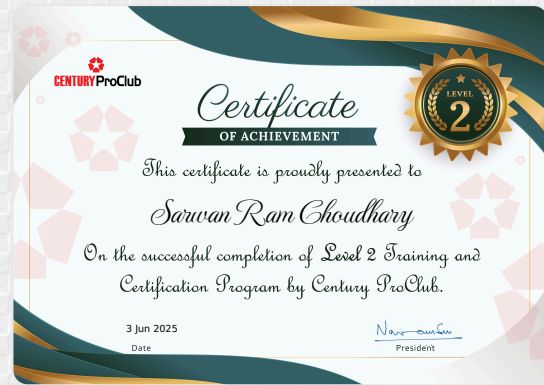 CENTURY ProClub
LEVEL
2
Certificate
OF ACHIEVEMENT
This certificate is proudly presented to
Sarwan Ram Choudhary
On the successful completion of Level 2 Training and
Certification Program by Century ProClub.
3 Jun 2025
Date
President